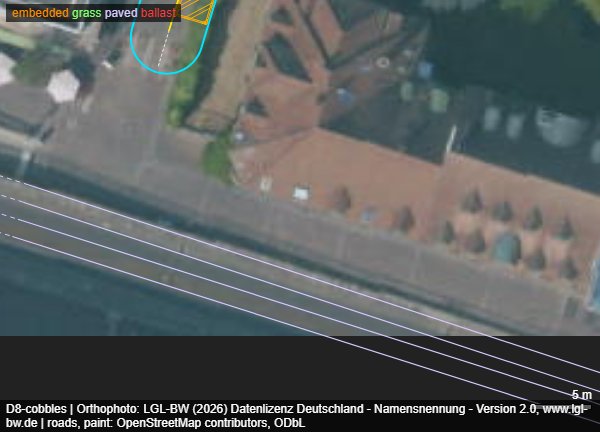 embedded grass paved ballast
5 m
D8-cobbles | Orthophoto: LGL-BW (2026) Datenlizenz Deutschland - Namensnennung - Version 2.0, www.lgl-
bw.de | roads, paint: OpenStreetMap contributors, ODbL